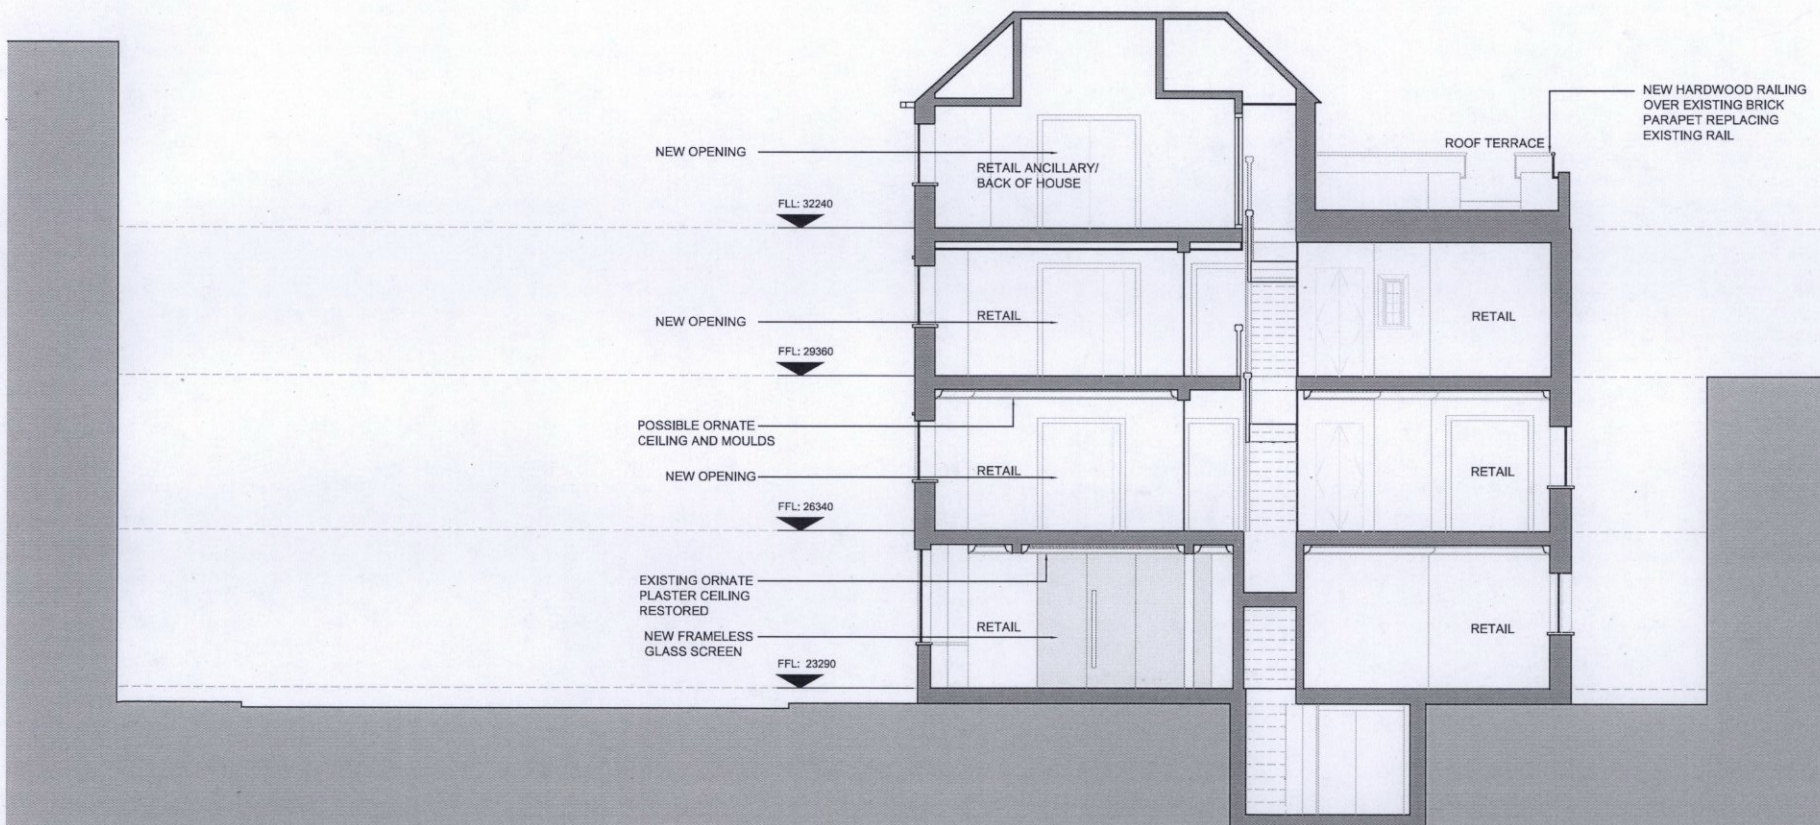 NEW HARDWOOD RAILING
OVER EXISTING BRICK
PARAPET REPLACING
EXISTING RAIL
ROOF TERRACE
NEW OPENING
RETAIL ANCILLARY/
BACK OF HOUSE
FLL: 32240
NEW OPENING
RETAIL
RETAIL
FFL: 29360
POSSIBLE ORNATE
CEILING AND MOULDS
NEW OPENING
RETAIL
RETAIL
FFL: 26340
EXISTING ORNATE
PLASTER CEILING
RESTORED
NEW FRAMELESS
GLASS SCREEN
RETAIL
RETAIL
FFL: 23290